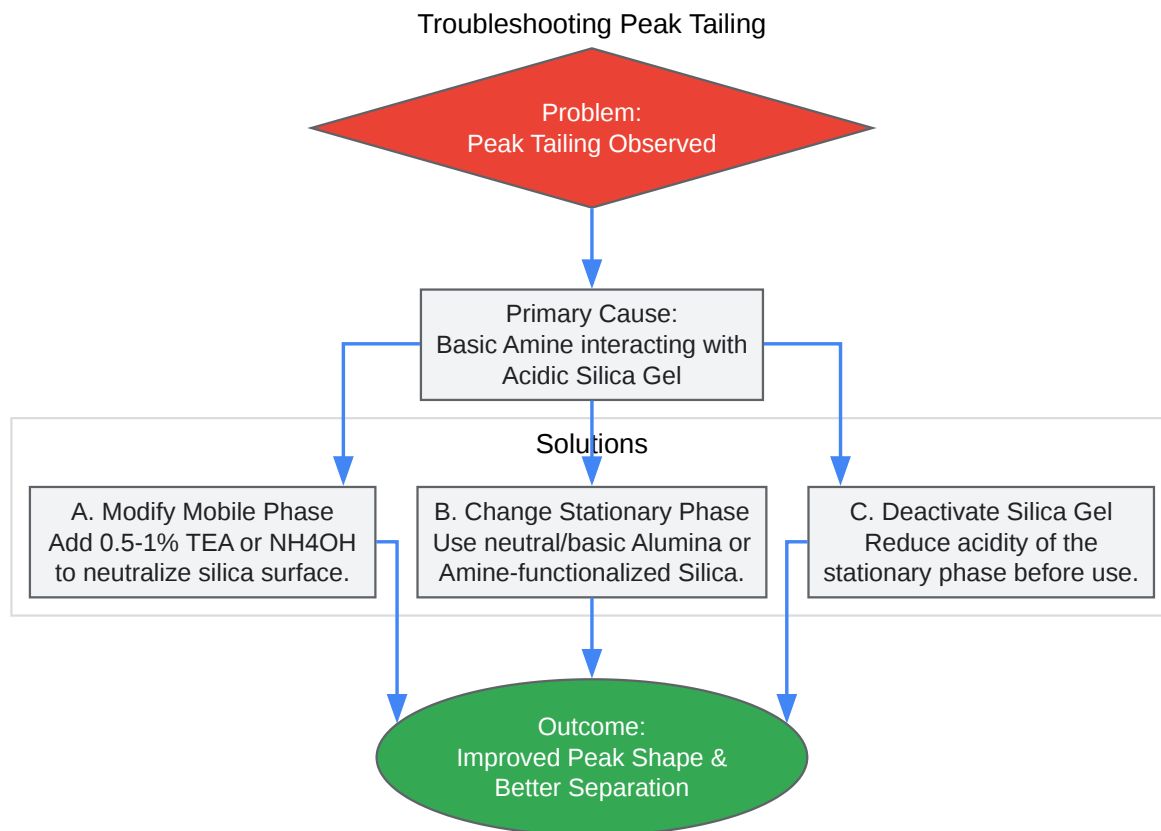 Troubleshooting Peak Tailing
Problem:
Peak Tailing Observed
Primary Cause:
Basic Amine interacting with
Acidic Silica Gel
Solutions
A. Modify Mobile Phase
Add 0.5-1% TEA or NH4OH
to neutralize silica surface.
B. Change Stationary Phase
Use neutral/basic Alumina or
Amine-functionalized Silica.
C. Deactivate Silica Gel
Reduce acidity of the
stationary phase before use.
Outcome:
Improved Peak Shape &
Better Separation